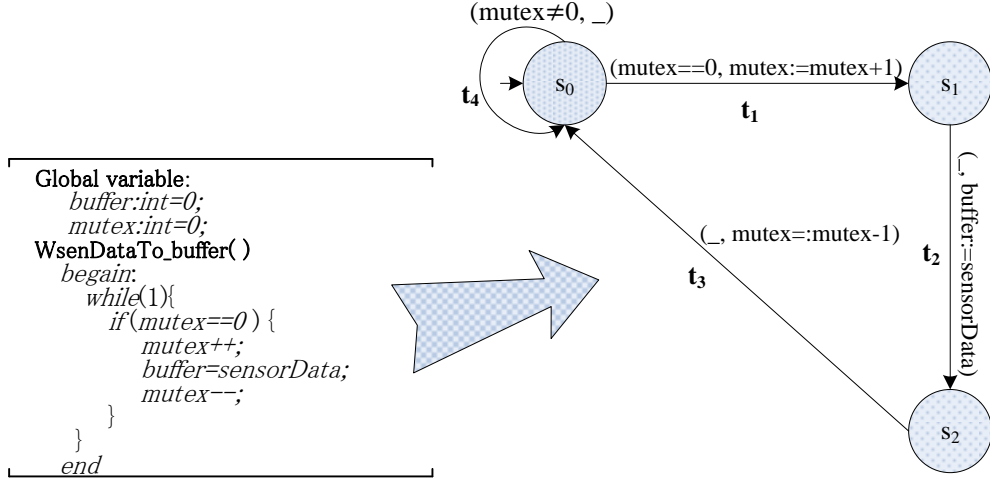 (mutex≠0, _)
s0
(mutex==0, mutex:=mutex+1)
s1
t4
t1
(_, buffer:=sensorData)
t2
(_, mutex=:mutex-1)
t3
s2
Global variable:
buffer:int=0;
mutex:int=0;
WsenDataTo_buffer()
begain:
while(1){
if(mutex==0) {
mutex++;
buffer=sensorData;
mutex--;
}
}
end